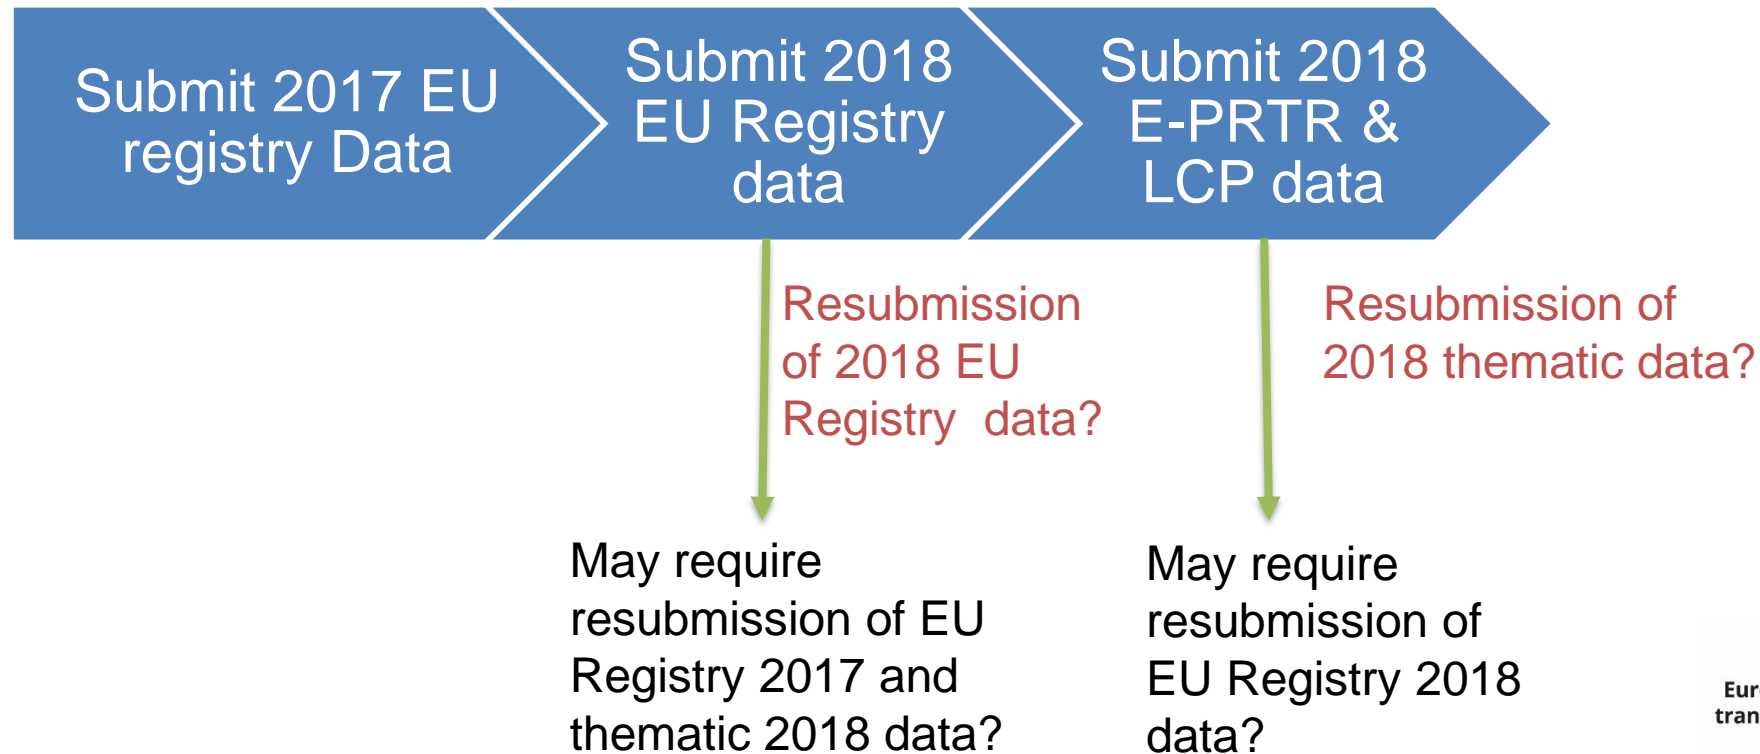 Submit 2017 EU
registry Data
Submit 2018
EU Registry
data
Submit 2018
E-PRTR &
LCP data
Resubmission
of 2018 EU
Registry data?
Resubmission of
2018 thematic data?
May require
resubmission of EU
Registry 2017 and
thematic 2018 data?
May require
resubmission of
EU Registry 2018
data?